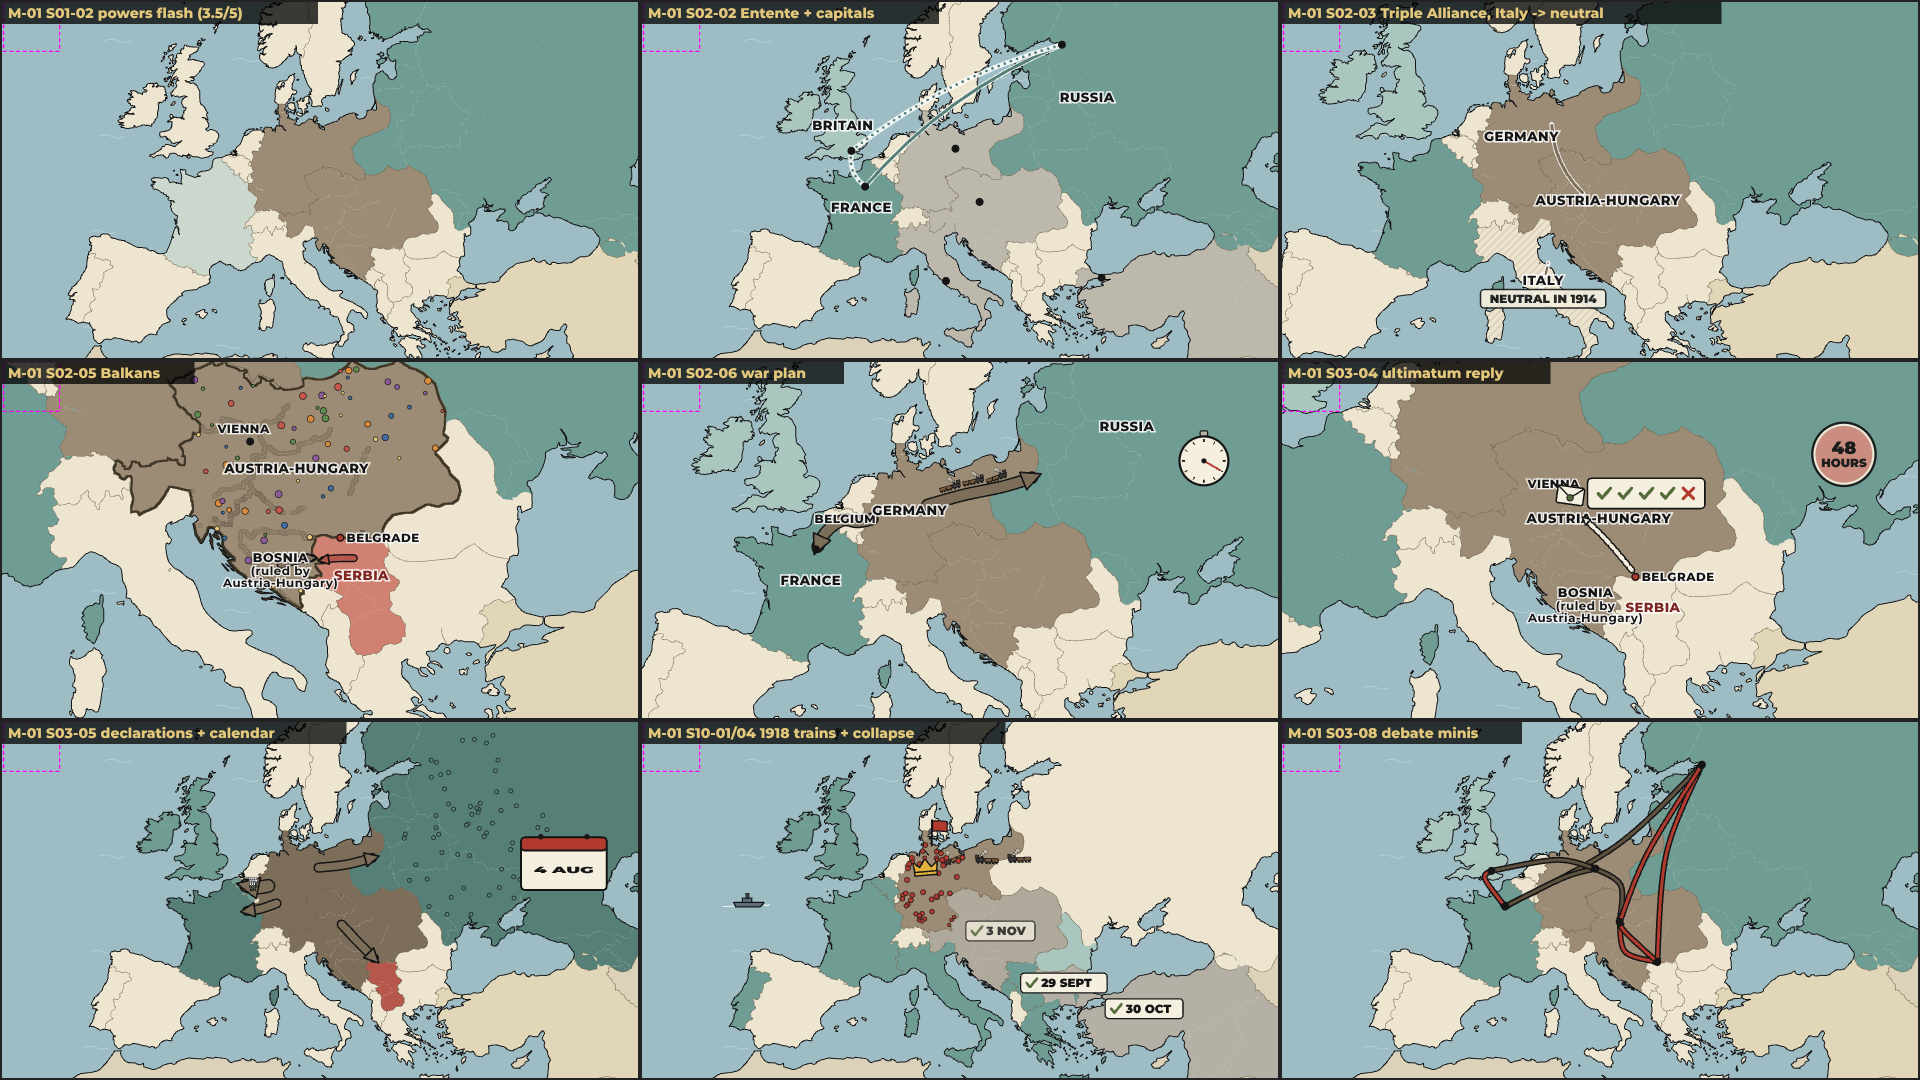 M-01 S01-02 powers flash (3.5/5)
M-01 S02-02 Entente + capitals
RUSSIA
BRITAIN
FRANCE
M-01 S02-03 Triple Alliance, Italy -> neutral
GERMANY
AUSTRIA-HUNGARY
ITALY
NEUTRAL IN 1914
M-01 S02-05 Balkans
VIENNA
AUSTRIA-HUNGARY
BELGRADE
BOSNIA
(ruled by
Austria-Hungary)
SERBIA
M-01 S02-06 war plan
RUSSIA
GERMANY
BELGIUM
FRANCE
M-01 S03-04 ultimatum reply
48
HOURS
VIENNA
AUSTRIA-HUNGARY
BELGRADE
BOSNIA
(ruled by
Austria-Hungary)
SERBIA
M-01 S03-05 declarations + calendar
4 AUG
M-01 S10-01/04 1918 trains + collapse
3 NOV
29 SEPT
30 OCT
M-01 S03-08 debate minis